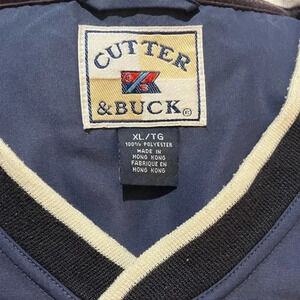 CUTTER
& BUCK®
XL/TG
100% POLYESTER
MADE IN
HONG KONG
FABRIQUE EN
HONG KONG